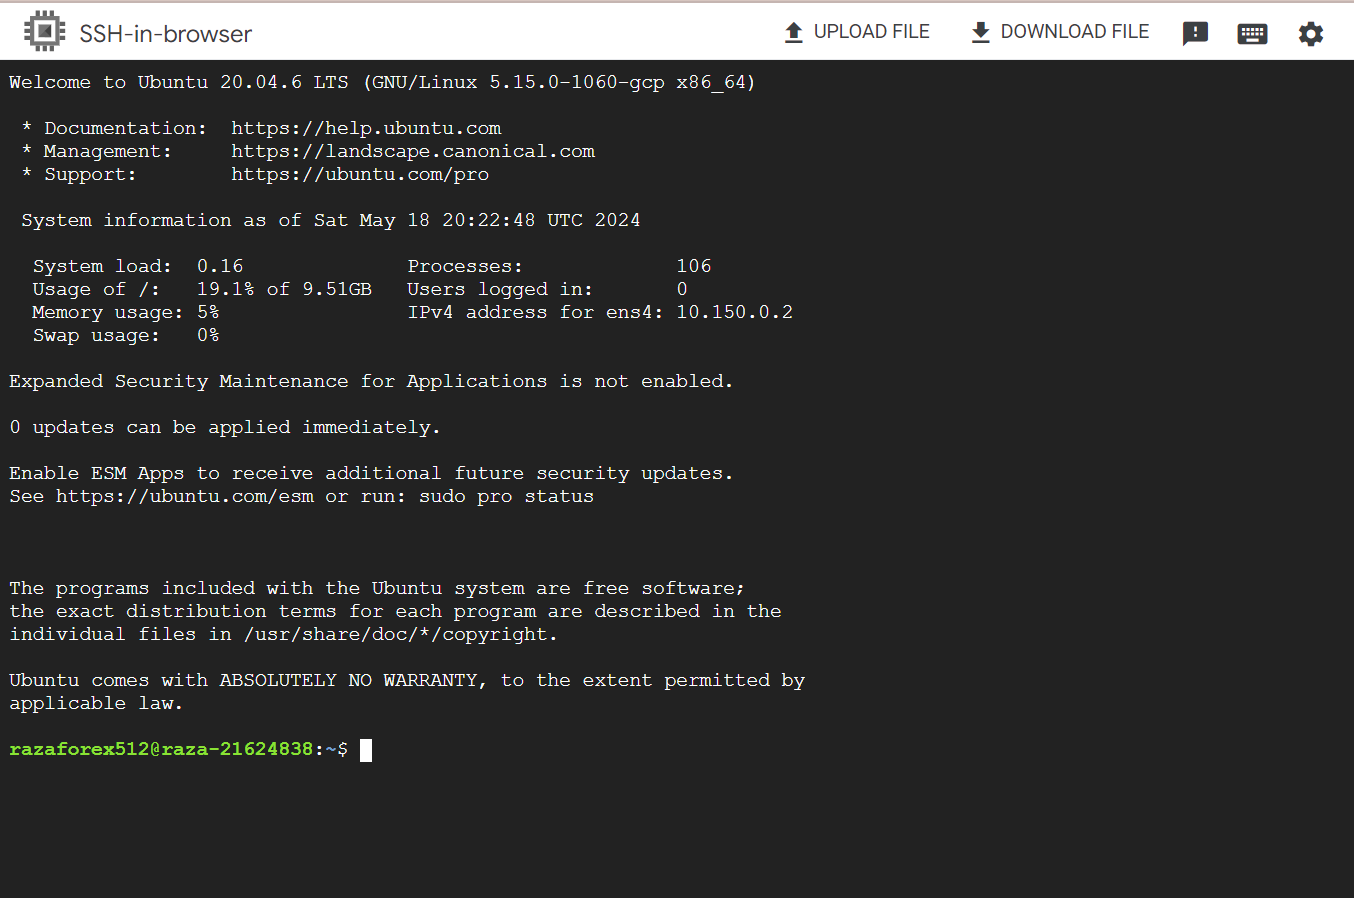 SSH-in-browser
UPLOAD FILE
DOWNLOAD FILE
Welcome to Ubuntu 20.04.6 LTS (GNU/Linux 5.15.0-1060-gcp x86_64)
* Documentation:  https://help.ubuntu.com
* Management:     https://landscape.canonical.com
* Support:        https://ubuntu.com/pro
System information as of Sat May 18 20:22:48 UTC 2024
System load:  0.16              Processes:             106
Usage of /:   19.1% of 9.51GB   Users logged in:       0
Memory usage: 5%                IPv4 address for ens4: 10.150.0.2
Swap usage:   0%
Expanded Security Maintenance for Applications is not enabled.
0 updates can be applied immediately.
Enable ESM Apps to receive additional future security updates.
See https://ubuntu.com/esm or run: sudo pro status
The programs included with the Ubuntu system are free software;
the exact distribution terms for each program are described in the
individual files in /usr/share/doc/*/copyright.
Ubuntu comes with ABSOLUTELY NO WARRANTY, to the extent permitted by
applicable law.
razaforex512@raza-21624838:~$